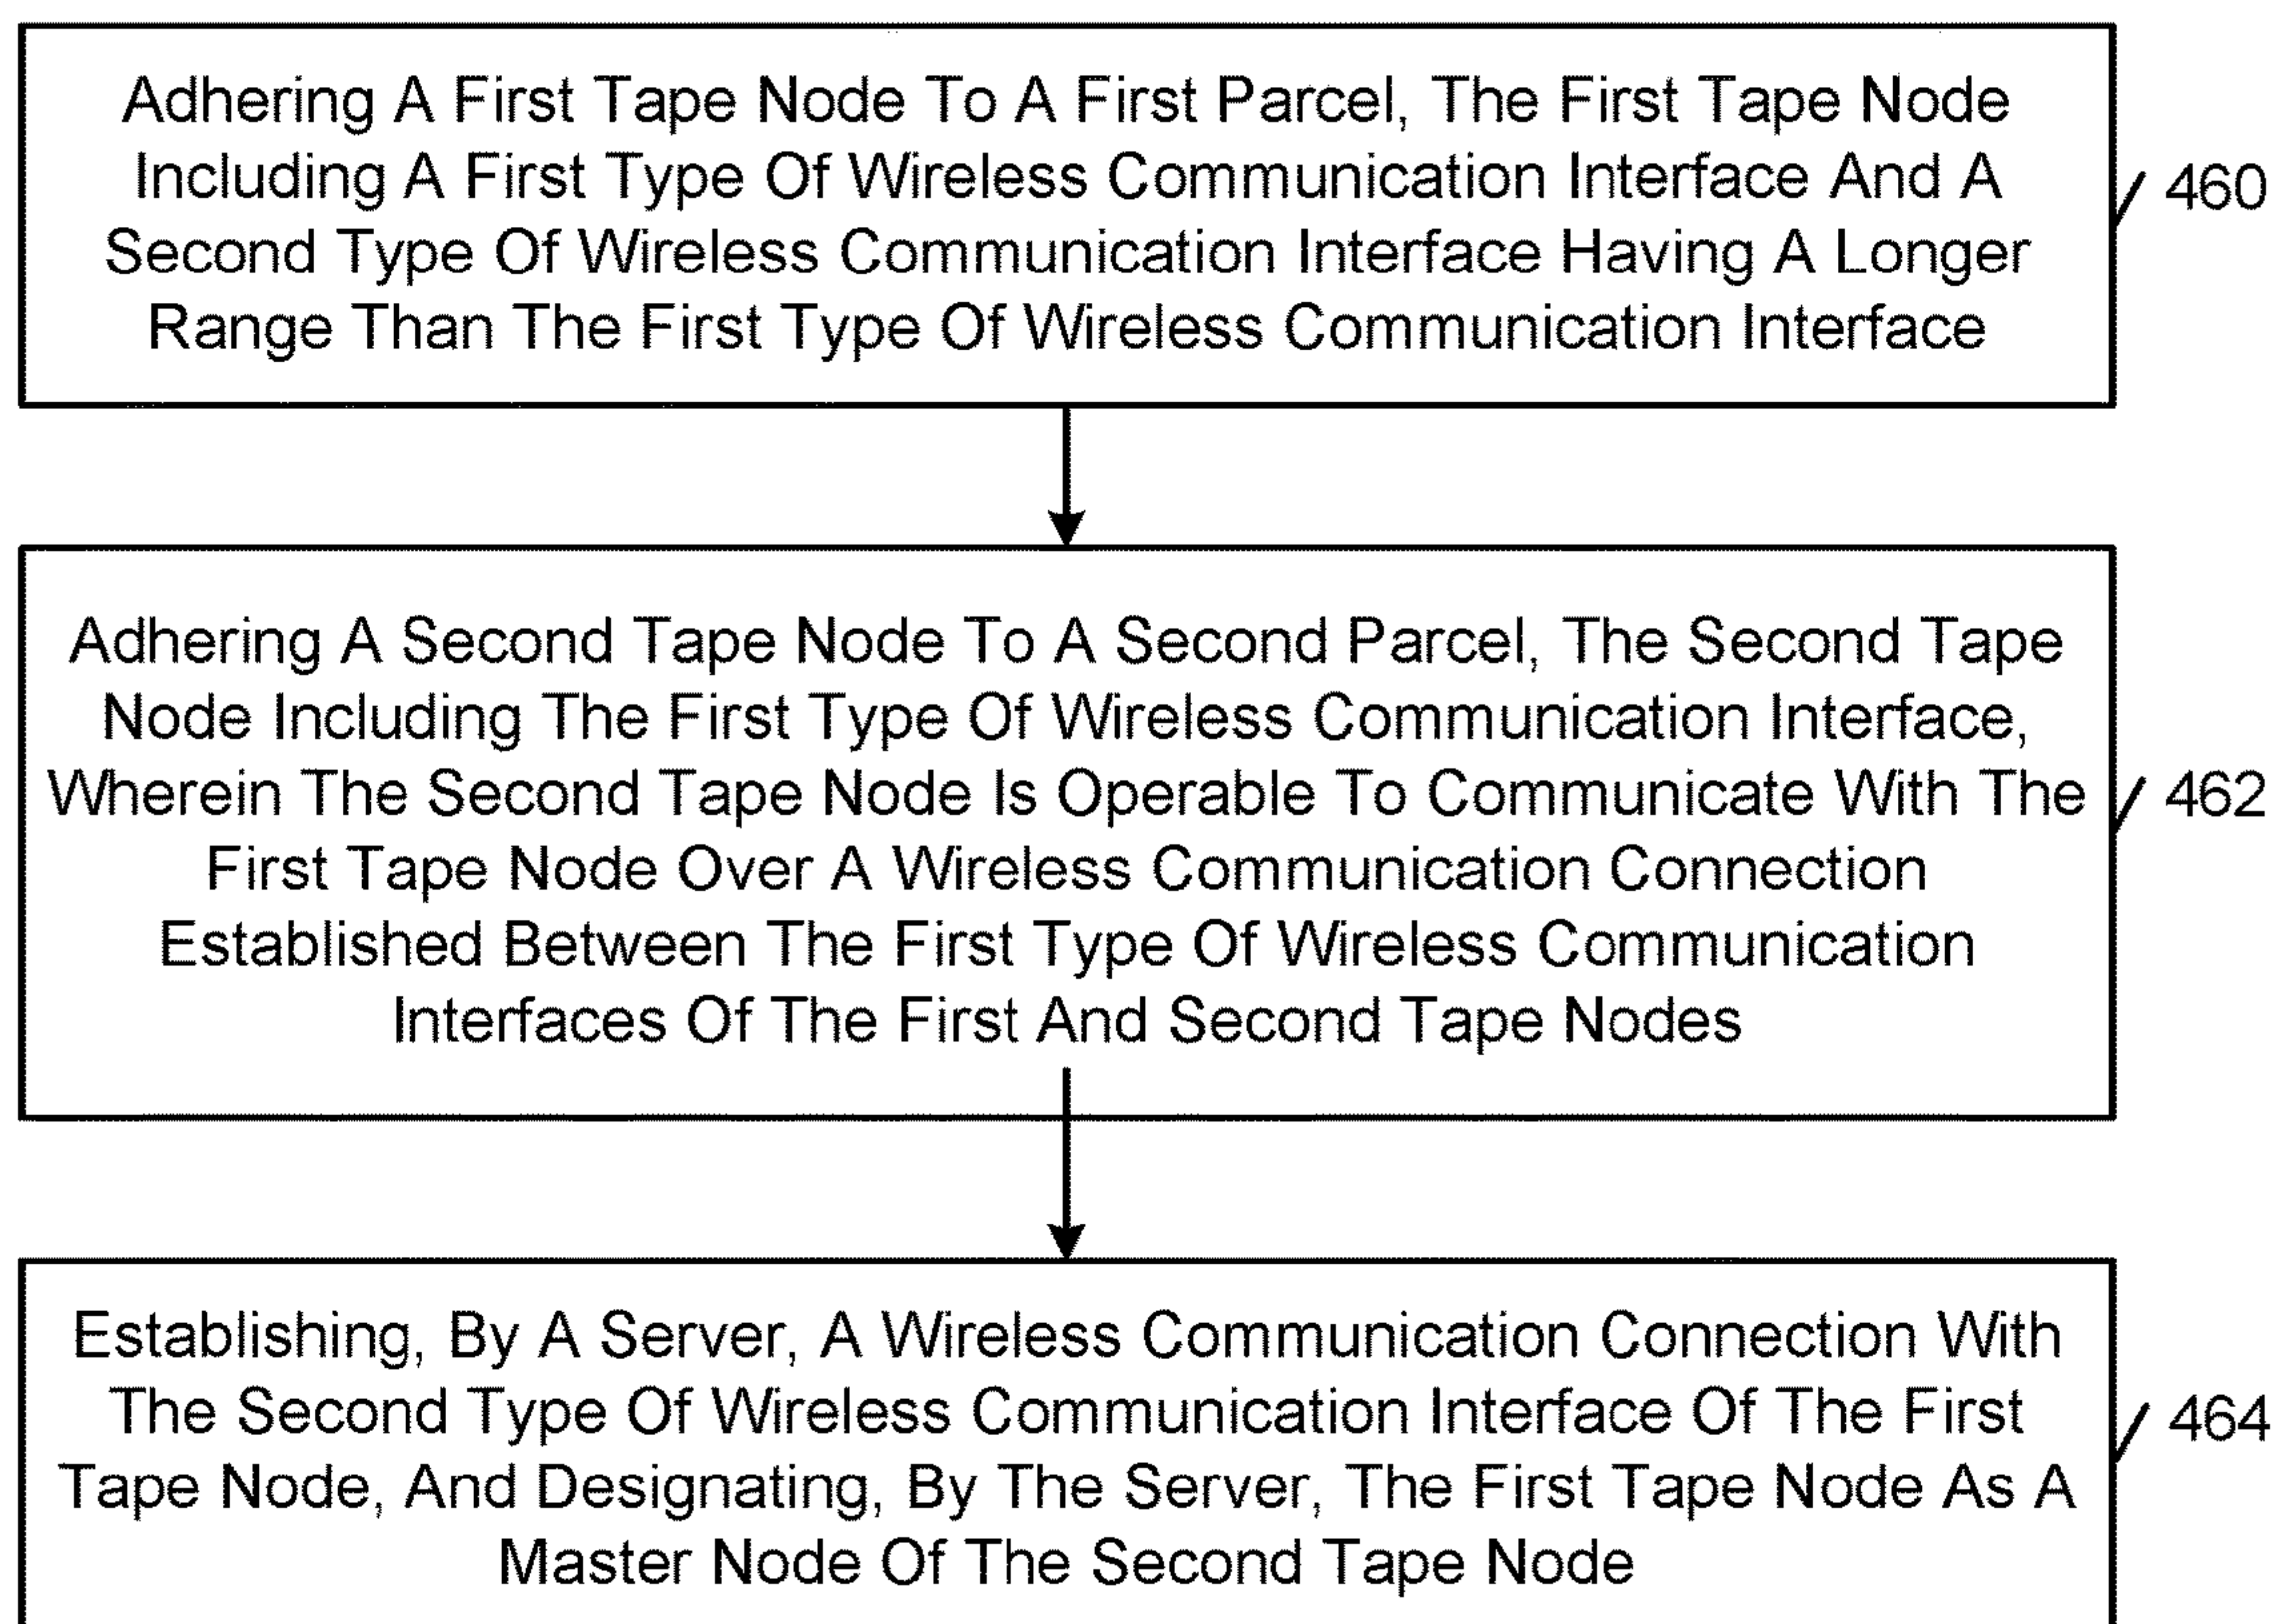 Adhering A First Tape Node To A First Parcel, The First Tape Node
Including A First Type Of Wireless Communication Interface And A
Second Type Of Wireless Communication Interface Having A Longer
Range Than The First Type Of Wireless Communication Interface
460
Adhering A Second Tape Node To A Second Parcel, The Second Tape
Node Including The First Type Of Wireless Communication Interface,
Wherein The Second Tape Node Is Operable To Communicate With The
First Tape Node Over A Wireless Communication Connection
Established Between The First Type Of Wireless Communication
Interfaces Of The First And Second Tape Nodes
462
Establishing, By A Server, A Wireless Communication Connection With
The Second Type Of Wireless Communication Interface Of The First
Tape Node, And Designating, By The Server, The First Tape Node As A
Master Node Of The Second Tape Node
464